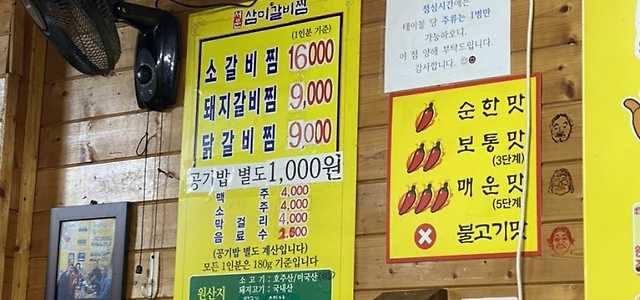 삼미갈비찜
(1인분 기준)
소갈비찜 16,000
돼지갈비찜 9,000
닭갈비찜 9,000
공기밥 별도 1,000원
맥주 4,000
소주 4,000
막걸리 4,000
음료수 2,500
(공기밥 별도 계산입니다)
모든 1인분은 180g 기준입니다
원산지
소고기 : 호주산/미국산
돼지고기 : 국내산
점심시간에는
테이블 당 주류는 1병만
가능하오니,
이 점 양해 부탁드립니다.
감사합니다.
순한맛
보통맛
(3단계)
매운맛
(5단계)
불고기맛